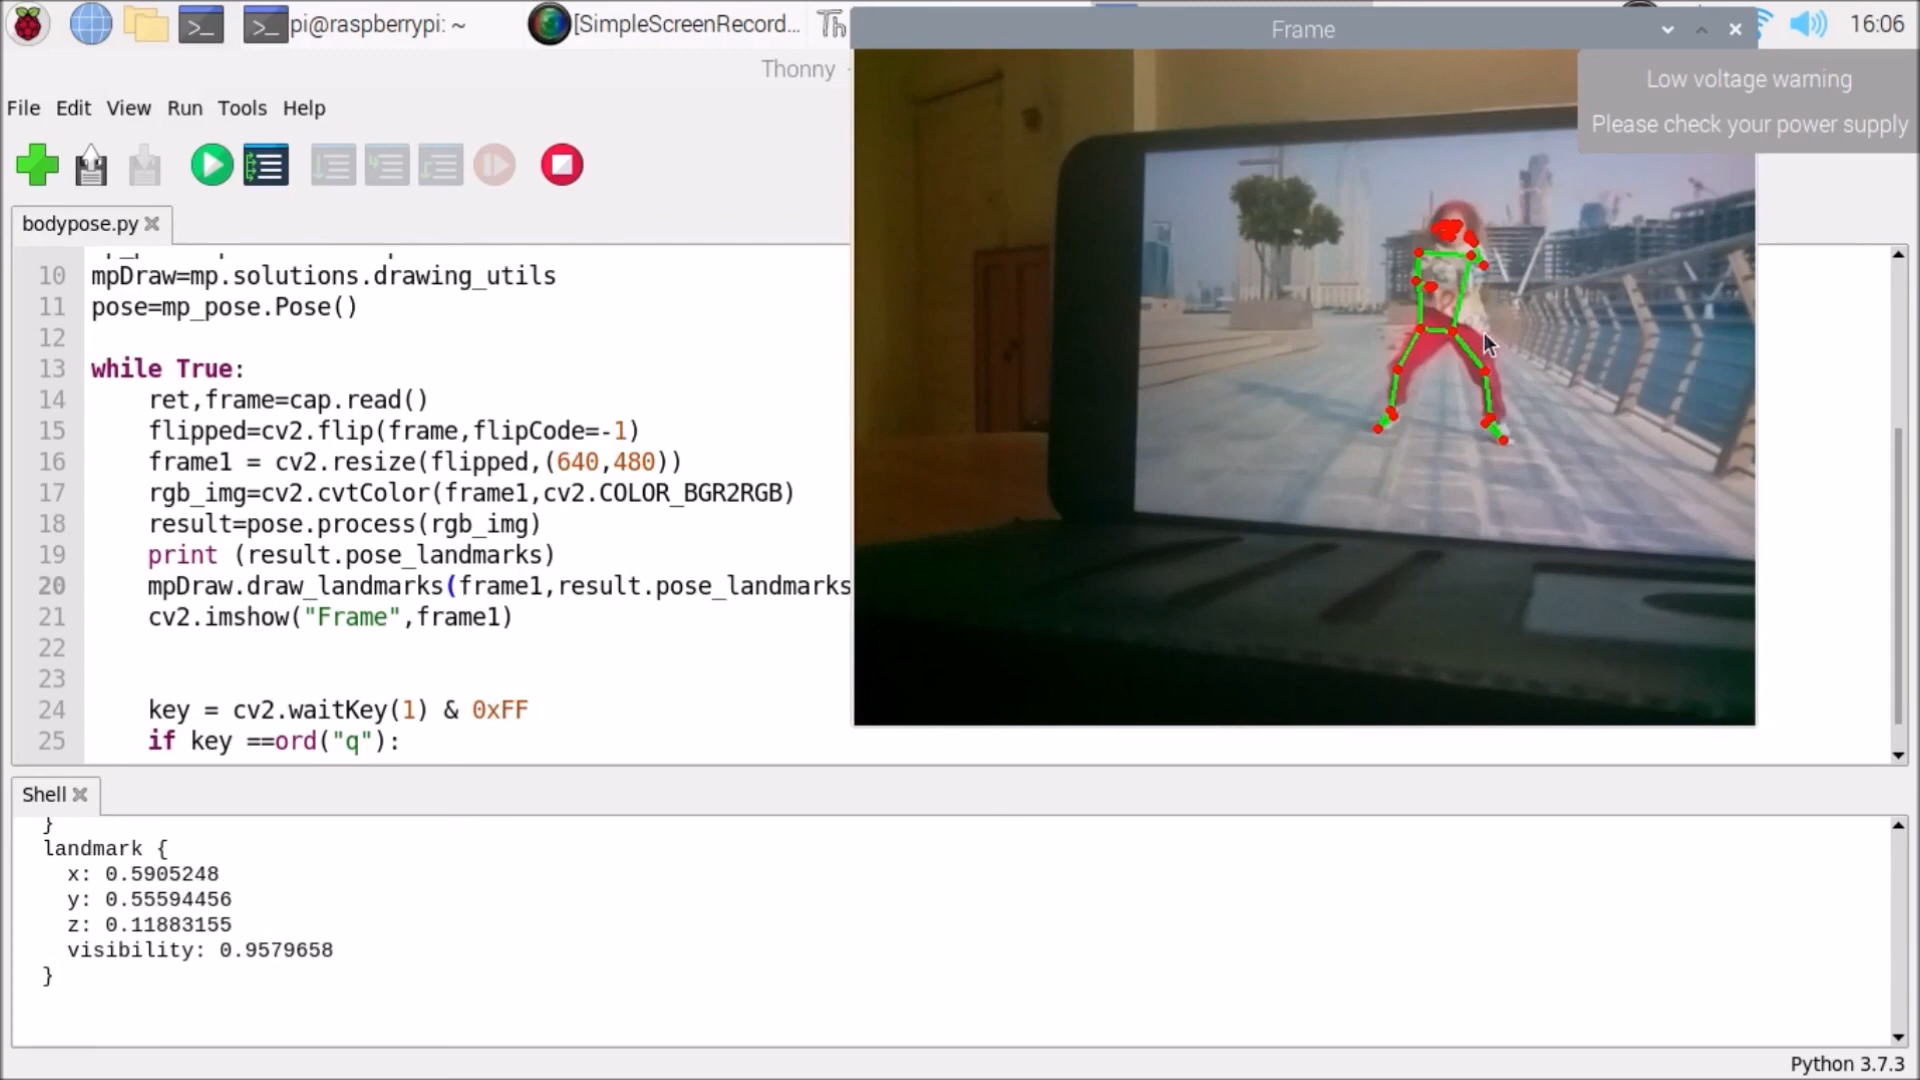 pi@raspberrypi: ~
[SimpleScreenRecord...
Th
16:06
Frame
Thonny -
Low voltage warning
Please check your power supply
File Edit View Run Tools Help
bodypose.py
10 mpDraw=mp.solutions.drawing_utils
11 pose=mp_pose.Pose()
12
13 while True:
14 ret,frame=cap.read()
15 flipped=cv2.flip(frame,flipCode=-1)
16 frame1 = cv2.resize(flipped,(640,480))
17 rgb_img=cv2.cvtColor(frame1,cv2.COLOR_BGR2RGB)
18 result=pose.process(rgb_img)
19 print (result.pose_landmarks)
20 mpDraw.draw_landmarks(frame1,result.pose_landmarks
21 cv2.imshow("Frame",frame1)
22
23
24 key = cv2.waitKey(1) & 0xFF
25 if key ==ord("q"):
Shell
}
landmark {
x: 0.5905248
y: 0.55594456
z: 0.11883155
visibility: 0.9579658
}
Python 3.7.3